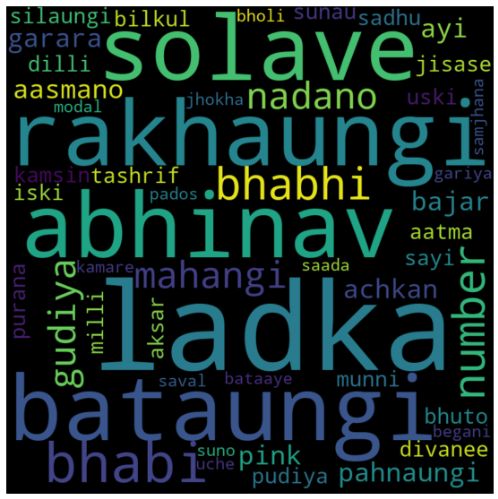 silaungi bilkul bholi sunau sadhu ayi
garara solave jisase
dilli
aasmano jhokha nadano uski samjhana
modal
rakhaungi
kamsin tashrif bhabhi gariya
iski pados bajar
abhinav aatma
sayi
purana gudiya kamare mahangi saada achkan number
milli aksar ladka
saval bataaye munni
bataungi bhuto
begani
bhabi suno pink divanee
uche pudiya pahnaungi